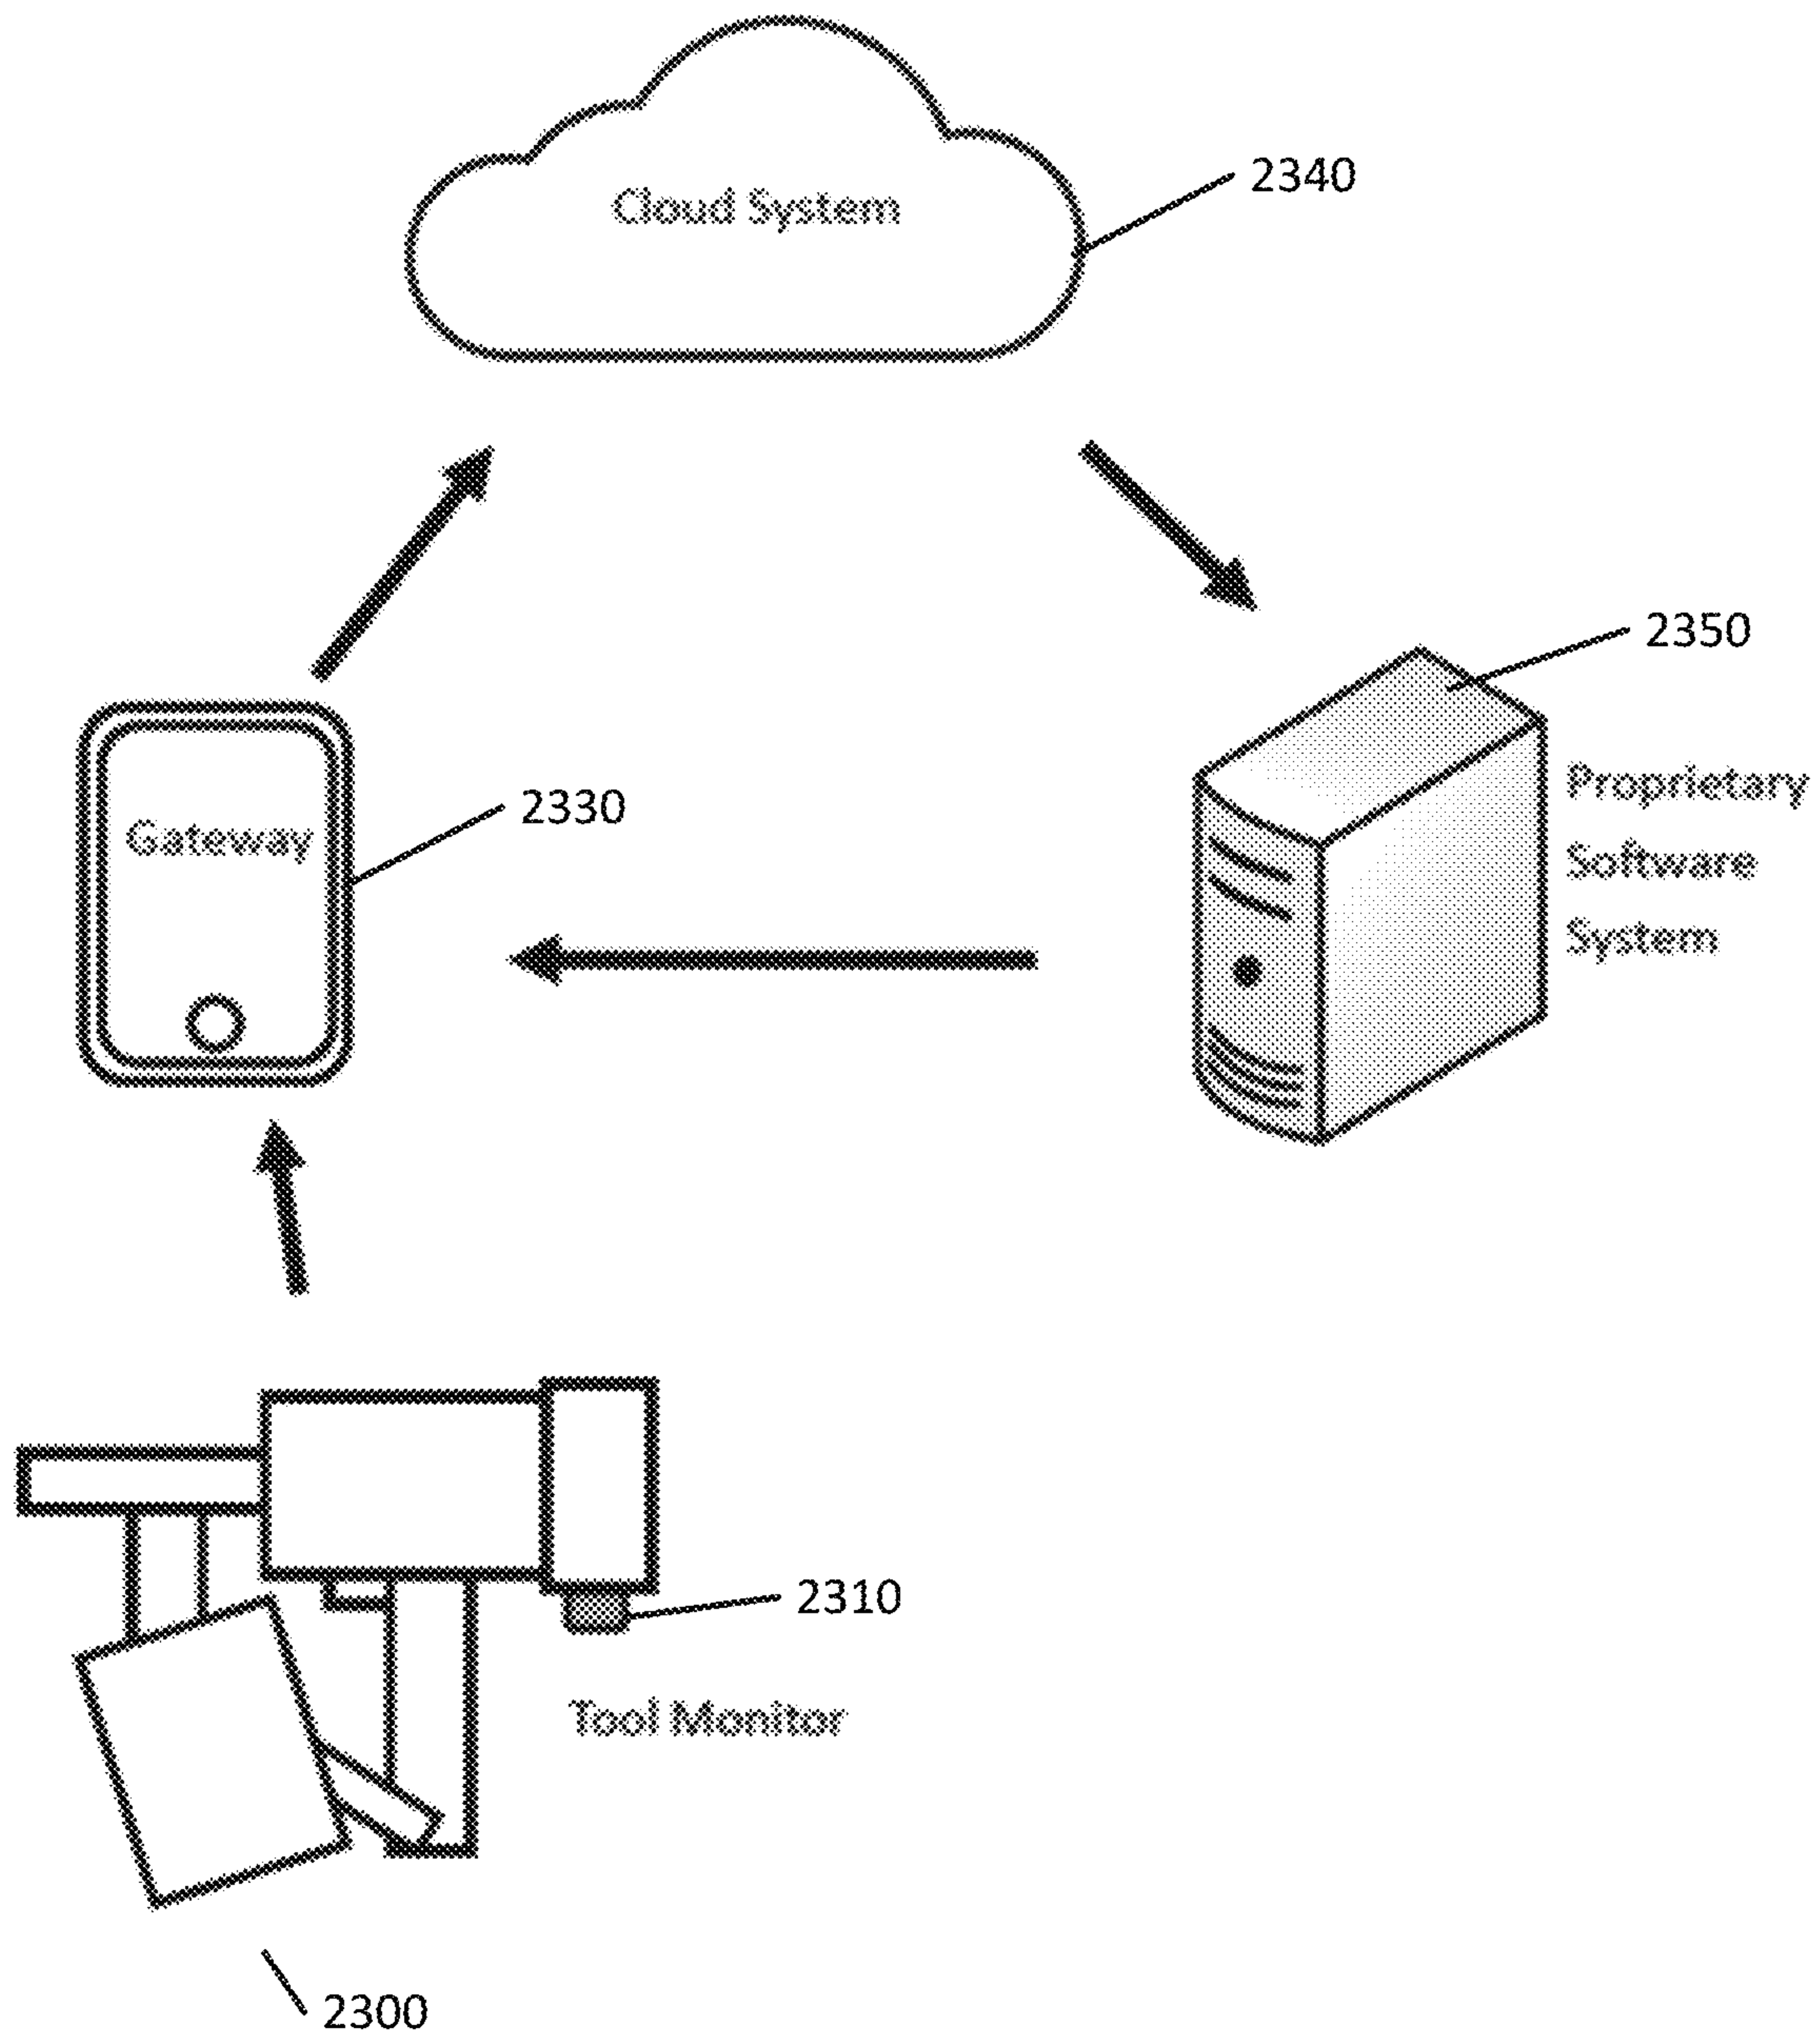 Cloud System
2340
2350
Proprietary
Software
System
Gateway
2330
2310
Tool Monitor
2300